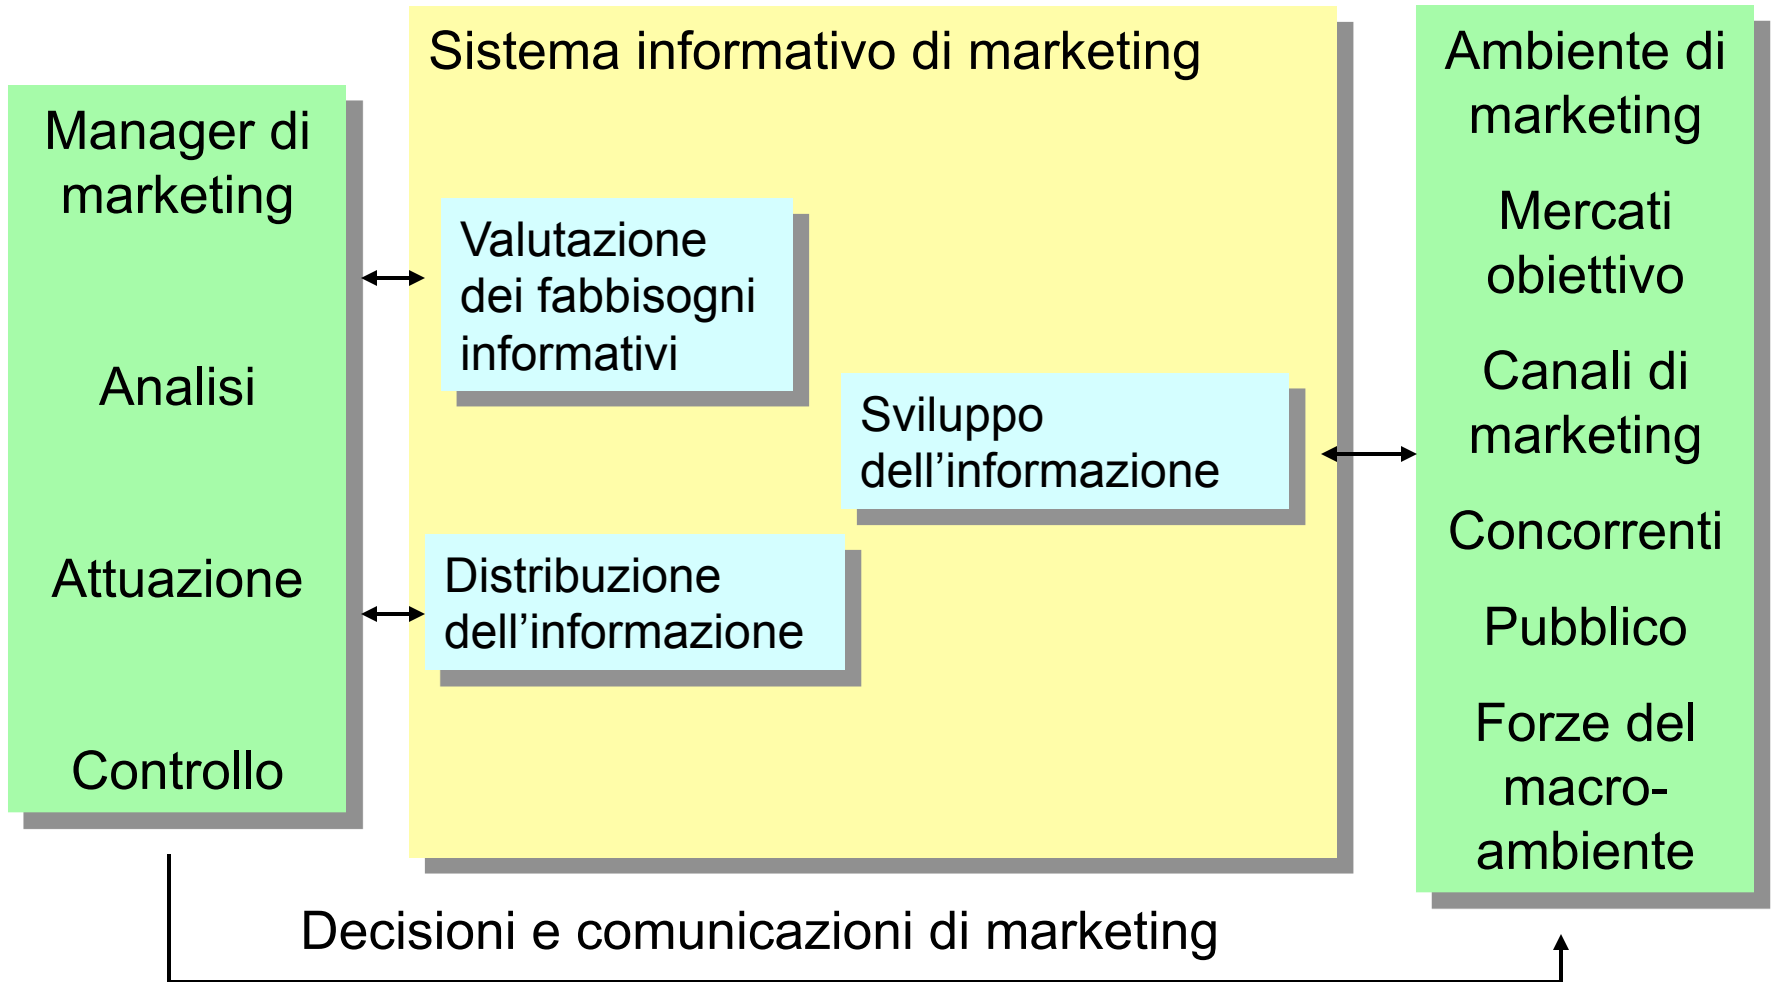 Manager di
marketing
Analisi
Attuazione
Controllo
Sistema informativo di marketing
Valutazione
dei fabbisogni
informativi
Sviluppo
dell’informazione
Distribuzione
dell’informazione
Ambiente di
marketing
Mercati
obiettivo
Canali di
marketing
Concorrenti
Pubblico
Forze del
macro-
ambiente
Decisioni e comunicazioni di marketing